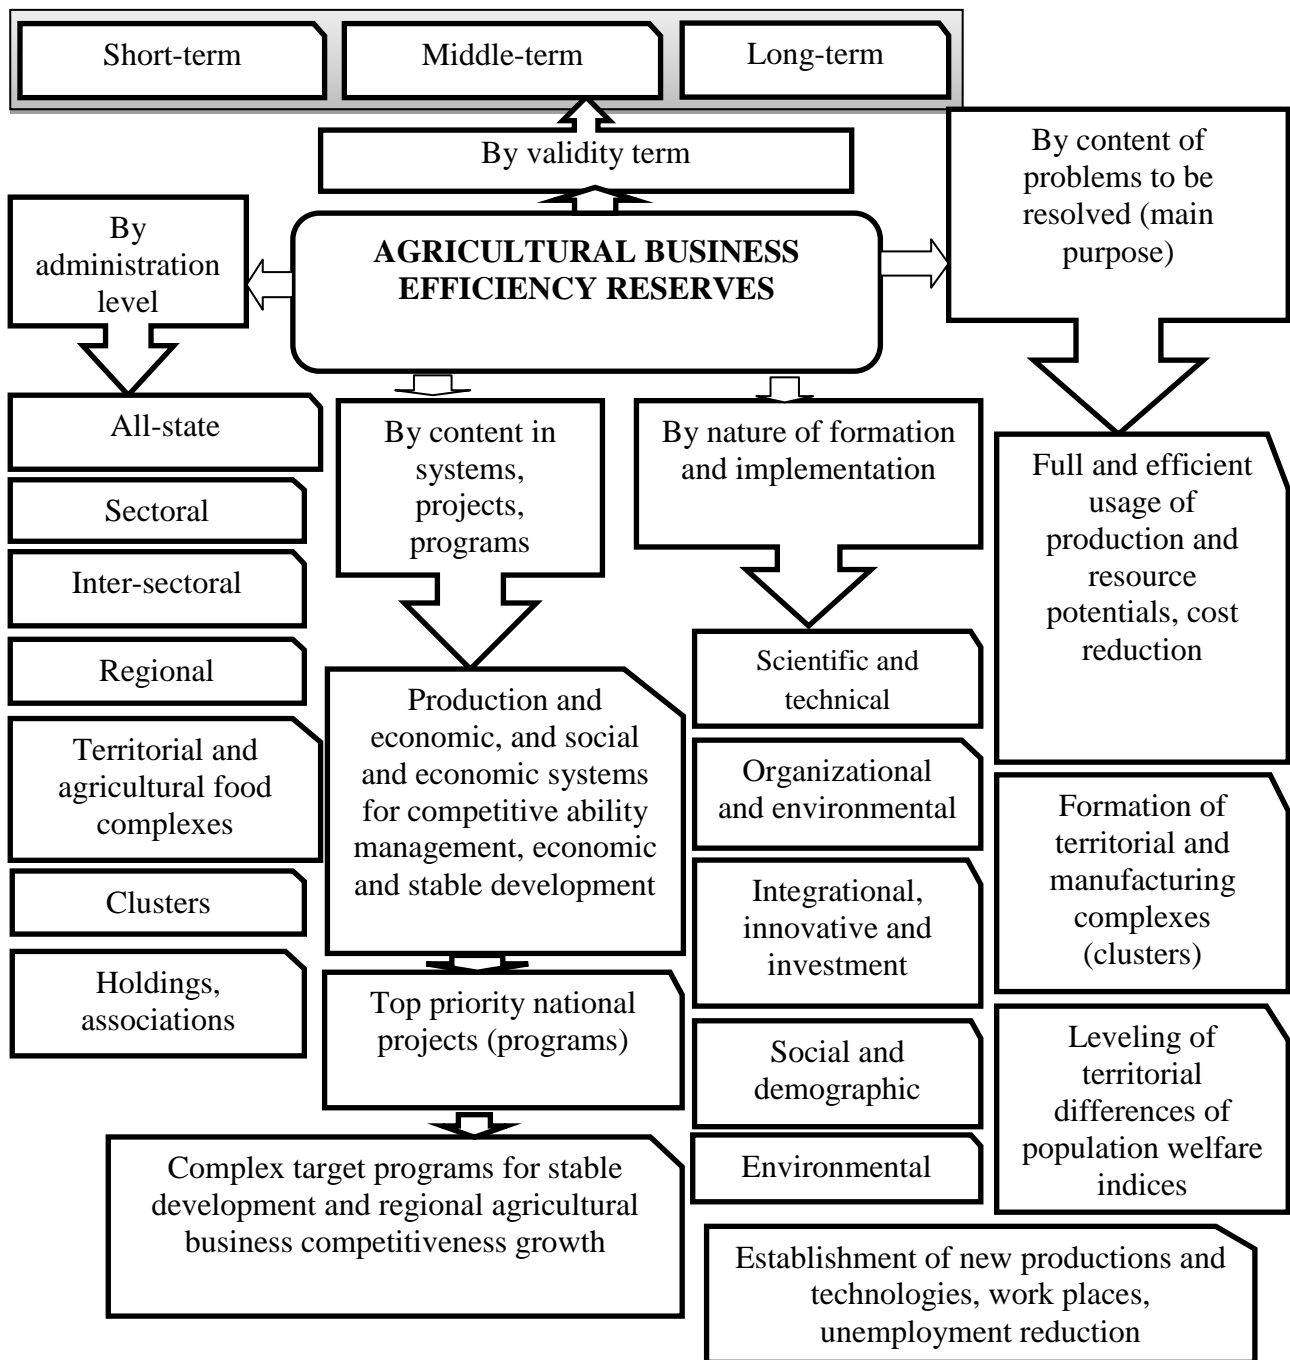 Short-term
Middle-term
Long-term
By validity term
By content of
problems to be
resolved (main
purpose)
By
administration
level
AGRICULTURAL BUSINESS
EFFICIENCY RESERVES
All-state
Sectoral
Inter-sectoral
Regional
Territorial and
agricultural food
complexes
Clusters
Holdings,
associations
By content in
systems,
projects,
programs
Production and
economic, and social
and economic systems
for competitive ability
management, economic
and stable development
Top priority national
projects (programs)
Complex target programs for stable
development and regional agricultural
business competitiveness growth
By nature of formation
and implementation
Scientific and
technical
Organizational
and environmental
Integrational,
innovative and
investment
Social and
demographic
Environmental
Full and efficient
usage of
production and
resource
potentials, cost
reduction
Formation of
territorial and
manufacturing
complexes
(clusters)
Leveling of
territorial
differences of
population welfare
indices
Establishment of new productions and
technologies, work places,
unemployment reduction